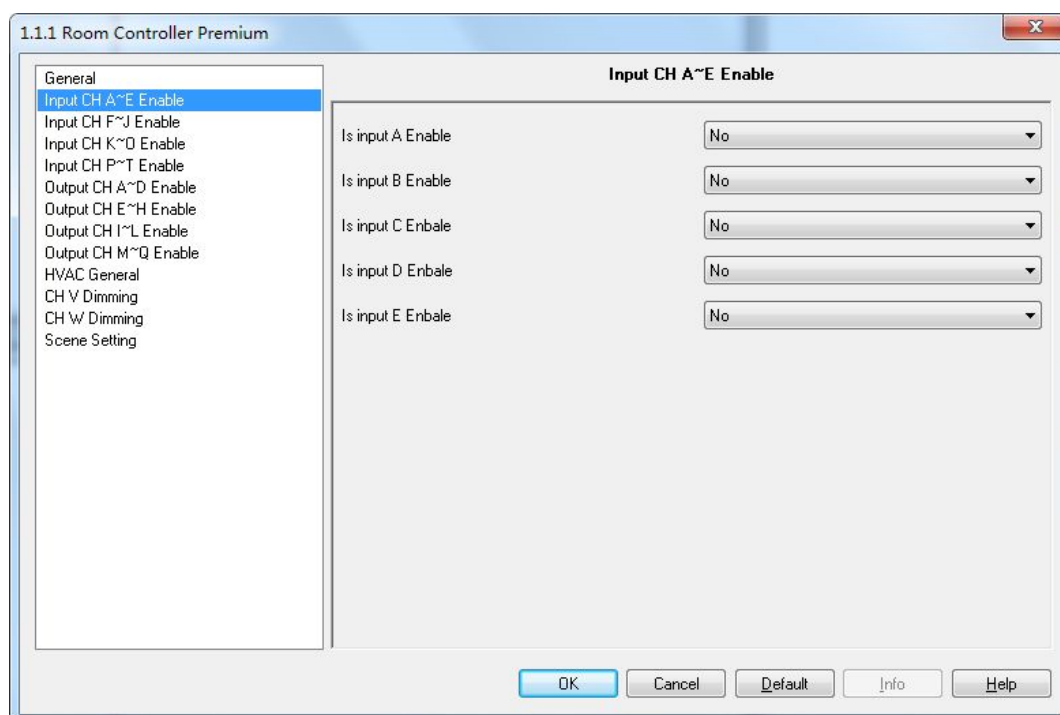 1.1.1 Room Controller Premium
General
Input CH A~E Enable
Input CH F~J Enable
Input CH K~O Enable
Input CH P~T Enable
Output CH A~D Enable
Output CH E~H Enable
Output CH I~L Enable
Output CH M~Q Enable
HVAC General
CH V Dimming
CH W Dimming
Scene Setting
Input CH A~E Enable
Is input A Enable No
Is input B Enable No
Is input C Enbale No
Is input D Enbale No
Is input E Enbale No
OK Cancel Default Info Help